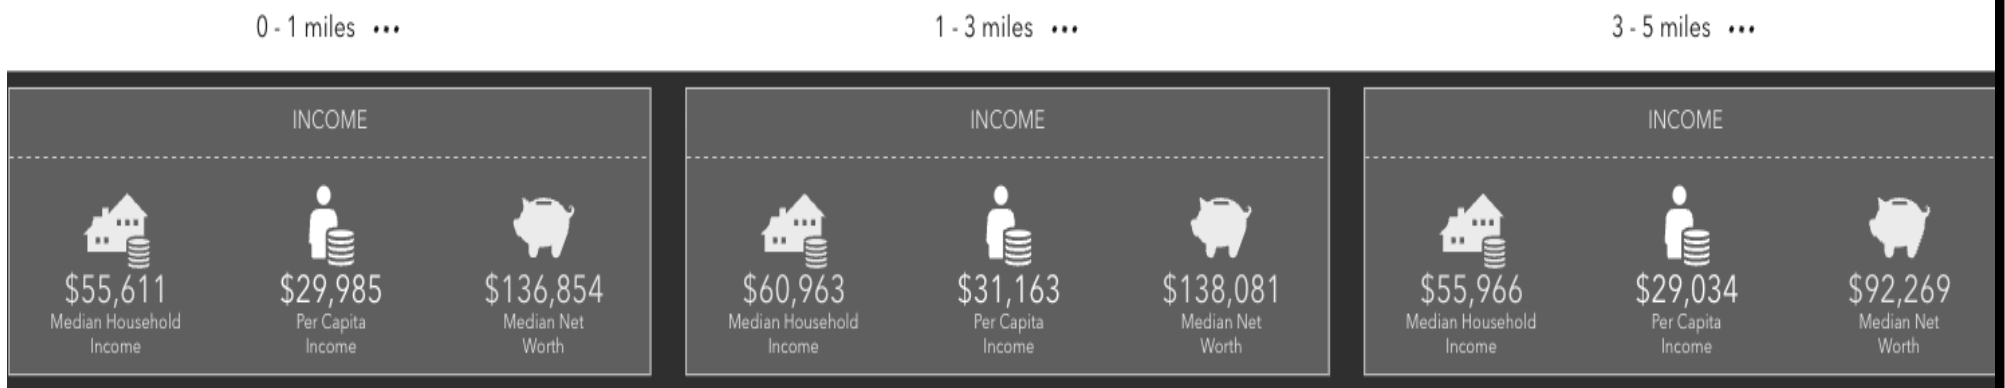 0 - 1 miles •••
1 - 3 miles •••
3 - 5 miles •••
INCOME
$55,611
Median Household
Income
$29,985
Per Capita
Income
$136,854
Median Net
Worth
INCOME
$60,963
Median Household
Income
$31,163
Per Capita
Income
$138,081
Median Net
Worth
INCOME
$55,966
Median Household
Income
$29,034
Per Capita
Income
$92,269
Median Net
Worth